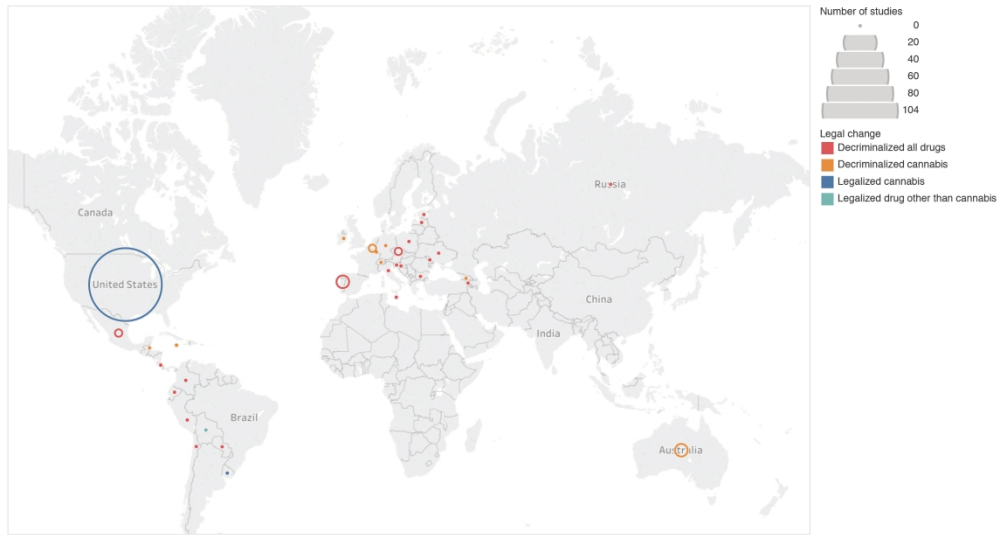 Number of studies
0
20
40
60
80
104
Legal change
Decriminalized all drugs
Decriminalized cannabis
Legalized cannabis
Legalized drug other than cannabis
Russia
Canada
United States
China
India
Brazil
Australia